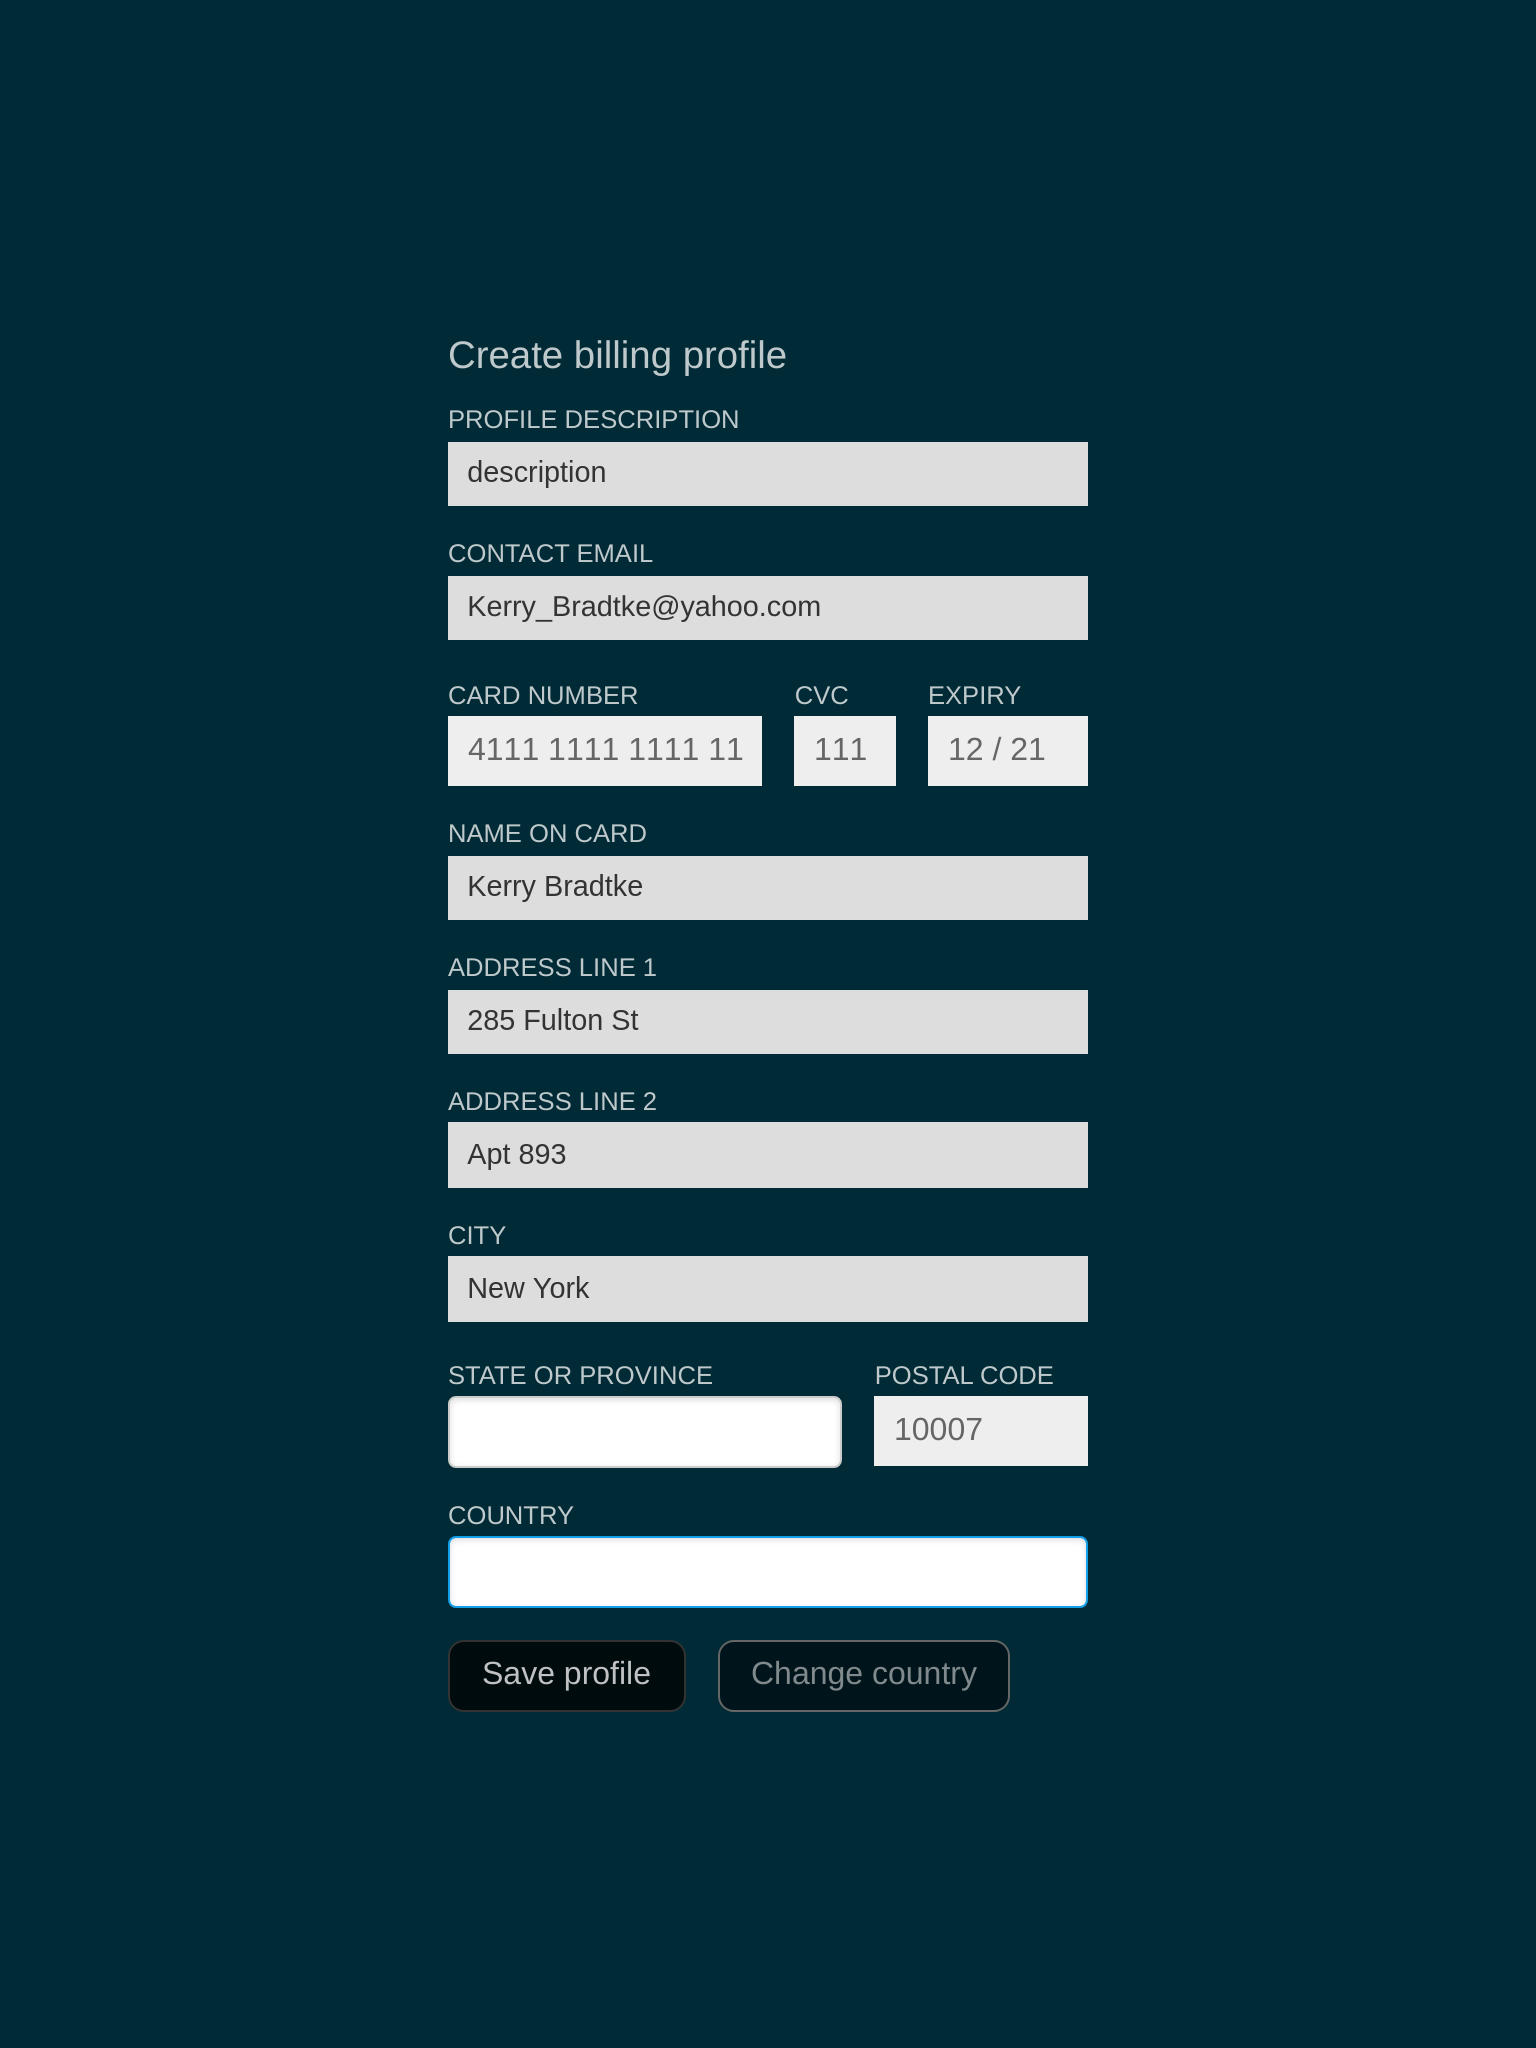 Create billing profile
PROFILE DESCRIPTION
description
CONTACT EMAIL
Kerry_Bradtke@yahoo.com
CARD NUMBER CVC EXPIRY
4111 1111 1111 11 111 12 / 21
NAME ON CARD
Kerry Bradtke
ADDRESS LINE 1
285 Fulton St
ADDRESS LINE 2
Apt 893
CITY
New York
STATE OR PROVINCE POSTAL CODE
10007
COUNTRY
Save profile Change country